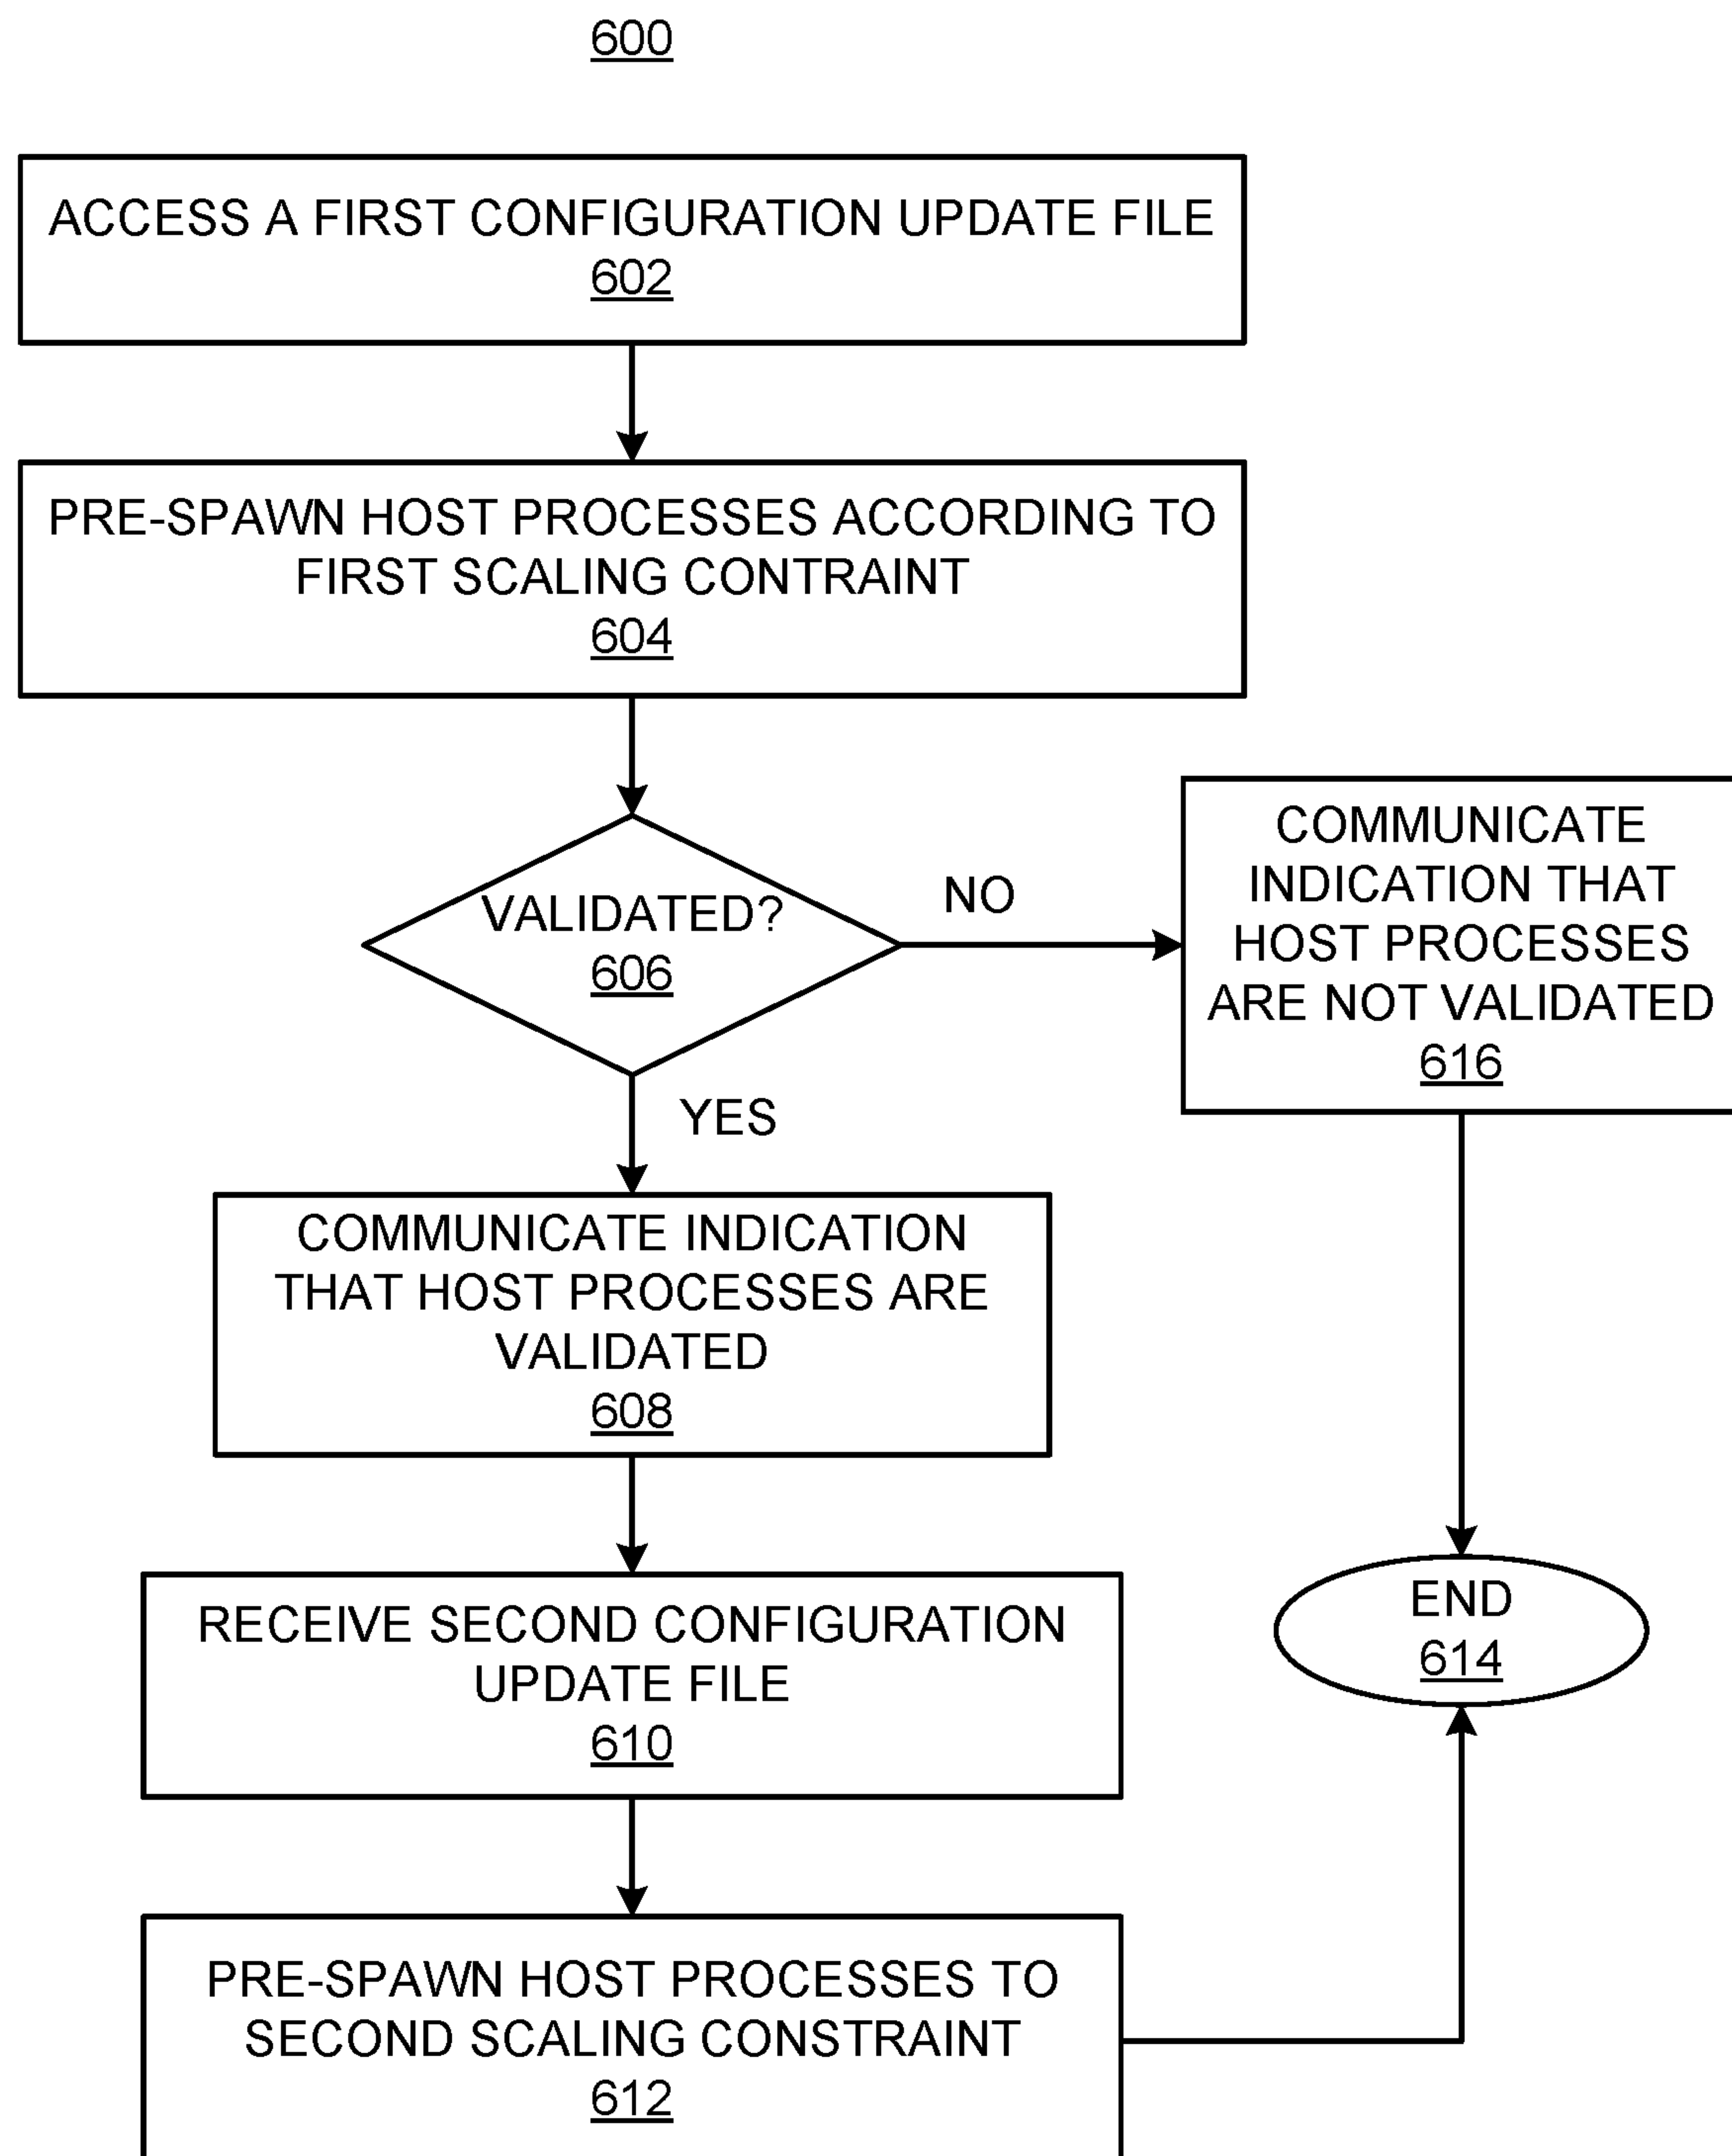 600
ACCESS A FIRST CONFIGURATION UPDATE FILE
602
PRE-SPAWN HOST PROCESSES ACCORDING TO
FIRST SCALING CONTRAINT
604
VALIDATED?
606
NO
COMMUNICATE
INDICATION THAT
HOST PROCESSES
ARE NOT VALIDATED
616
YES
COMMUNICATE INDICATION
THAT HOST PROCESSES ARE
VALIDATED
608
RECEIVE SECOND CONFIGURATION
UPDATE FILE
610
END
614
PRE-SPAWN HOST PROCESSES TO
SECOND SCALING CONSTRAINT
612